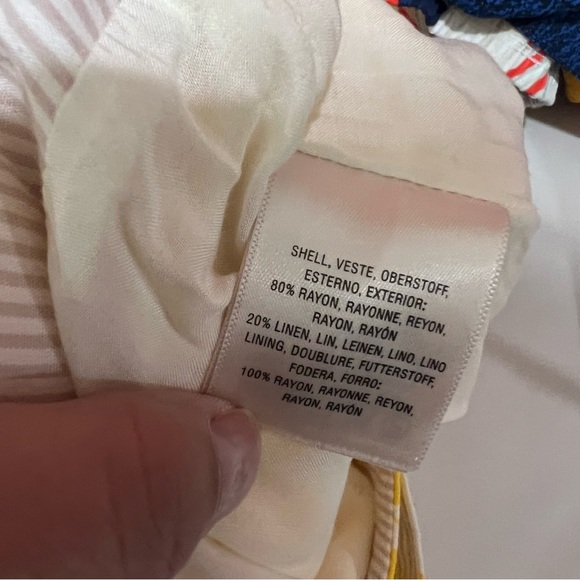 SHELL, VESTE, OBERSTOFF,
ESTERNO, EXTERIOR:
80% RAYON, RAYONNE, REYON,
RAYON, RAYÓN
20% LINEN, LIN, LEINEN, LINO, LINO
LINING, DOUBLURE, FUTTERSTOFF,
FODERA, FORRO:
100% RAYON, RAYONNE, REYON,
RAYON, RAYÓN